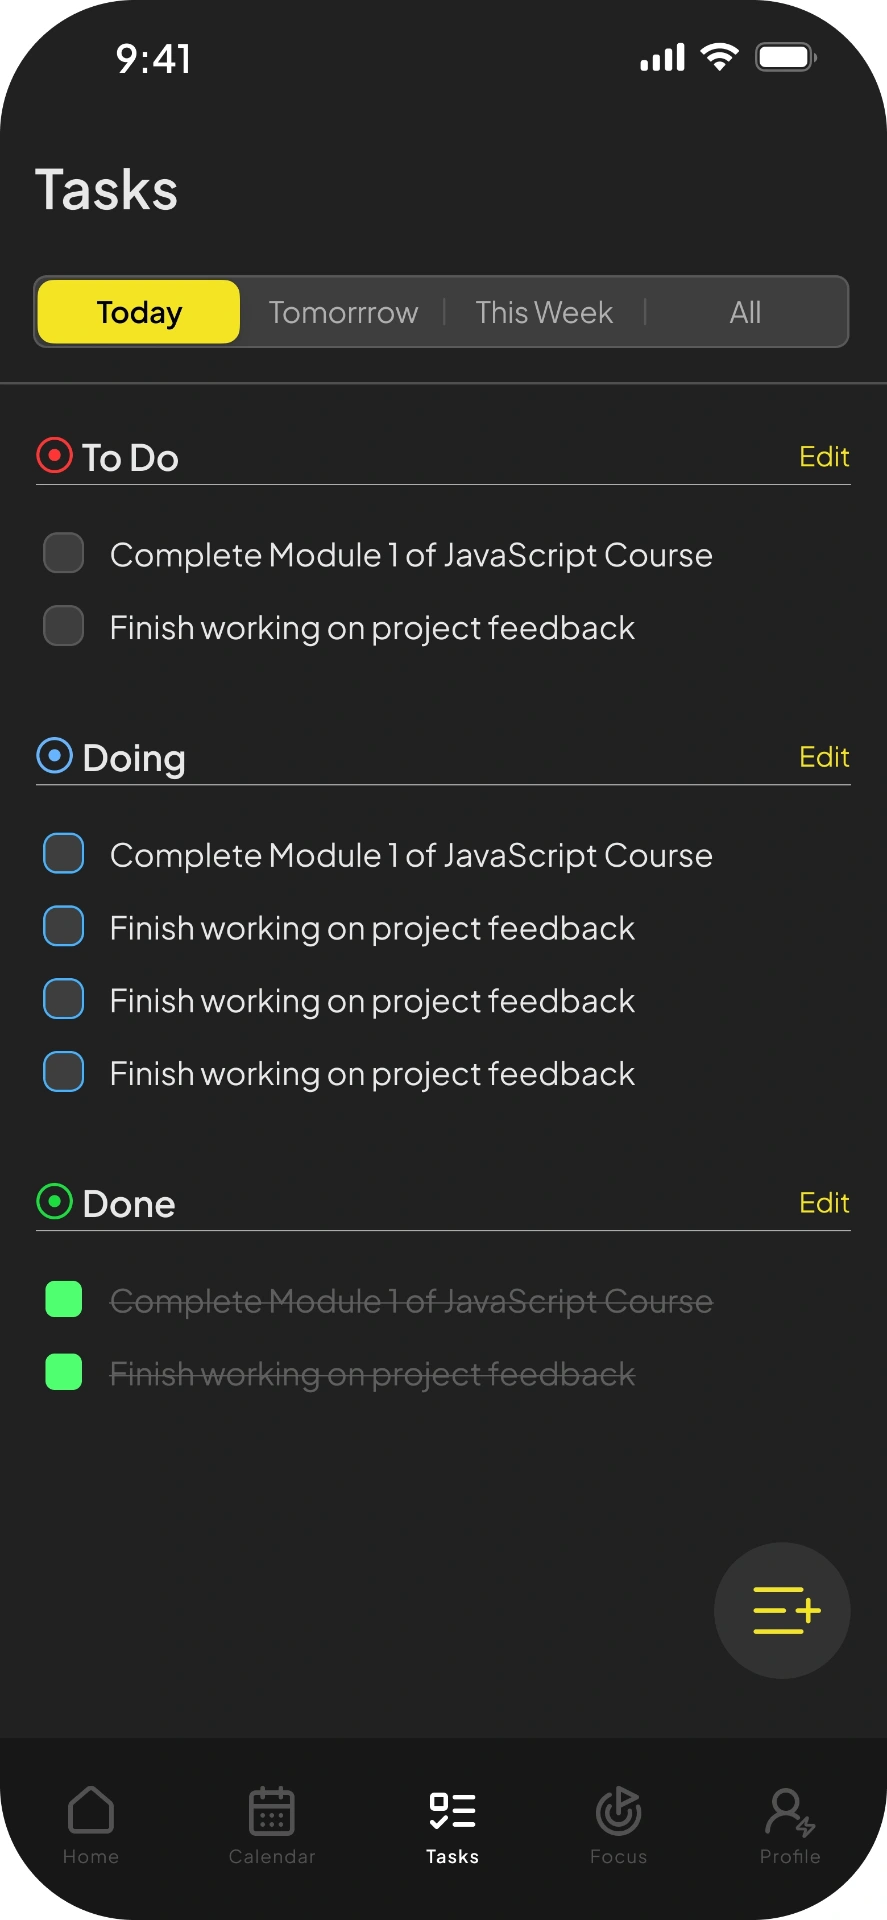 9:41
Tasks
Today Tomorrrow This Week All
To Do Edit
Complete Module 1 of JavaScript Course
Finish working on project feedback
Doing Edit
Complete Module 1 of JavaScript Course
Finish working on project feedback
Finish working on project feedback
Finish working on project feedback
Done Edit
Complete Module 1 of JavaScript Course
Finish working on project feedback
Home Calendar Tasks Focus Profile